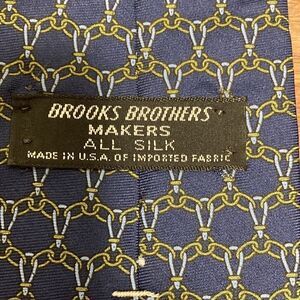 BROOKS BROTHERS
MAKERS
ALL SILK
MADE IN U.S.A. OF IMPORTED FABRIC